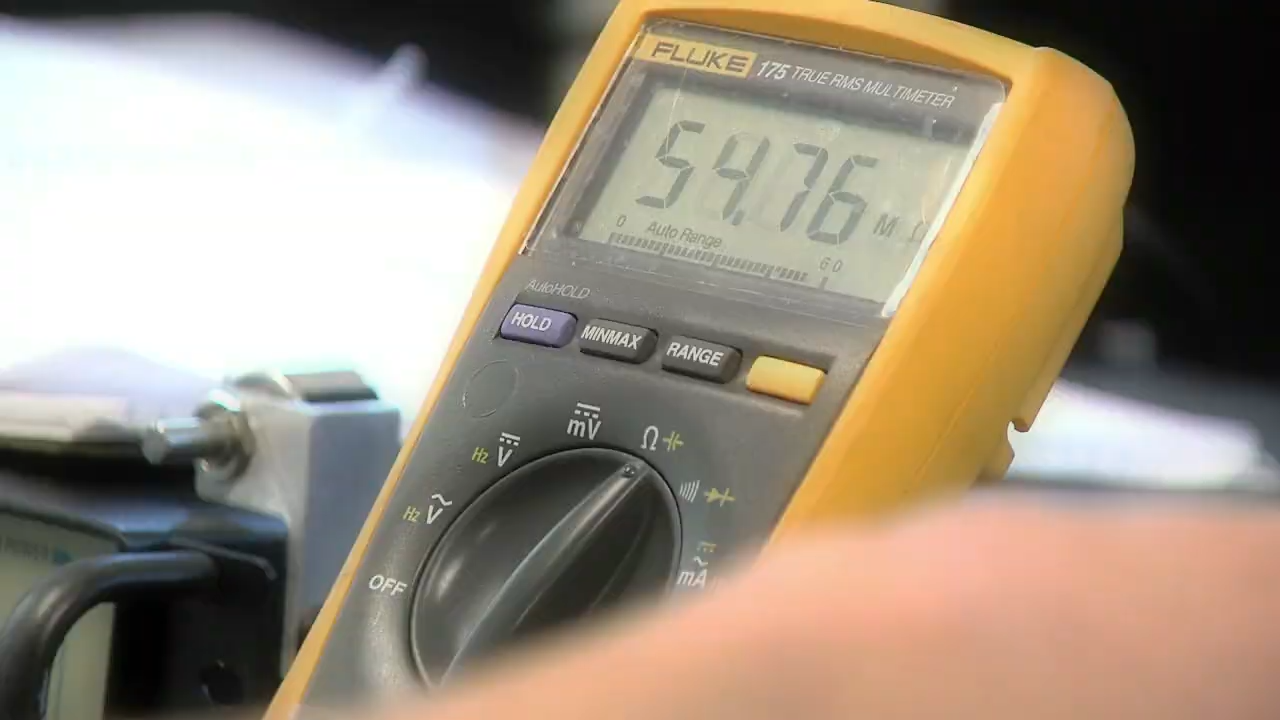 FLUKE 175 TRUE RMS MULTIMETER
54.76 MΩ
0 Auto Range 60
AutoHOLD
HOLD MINMAX RANGE
mV
Ω
Hz V
Hz V
mA
OFF